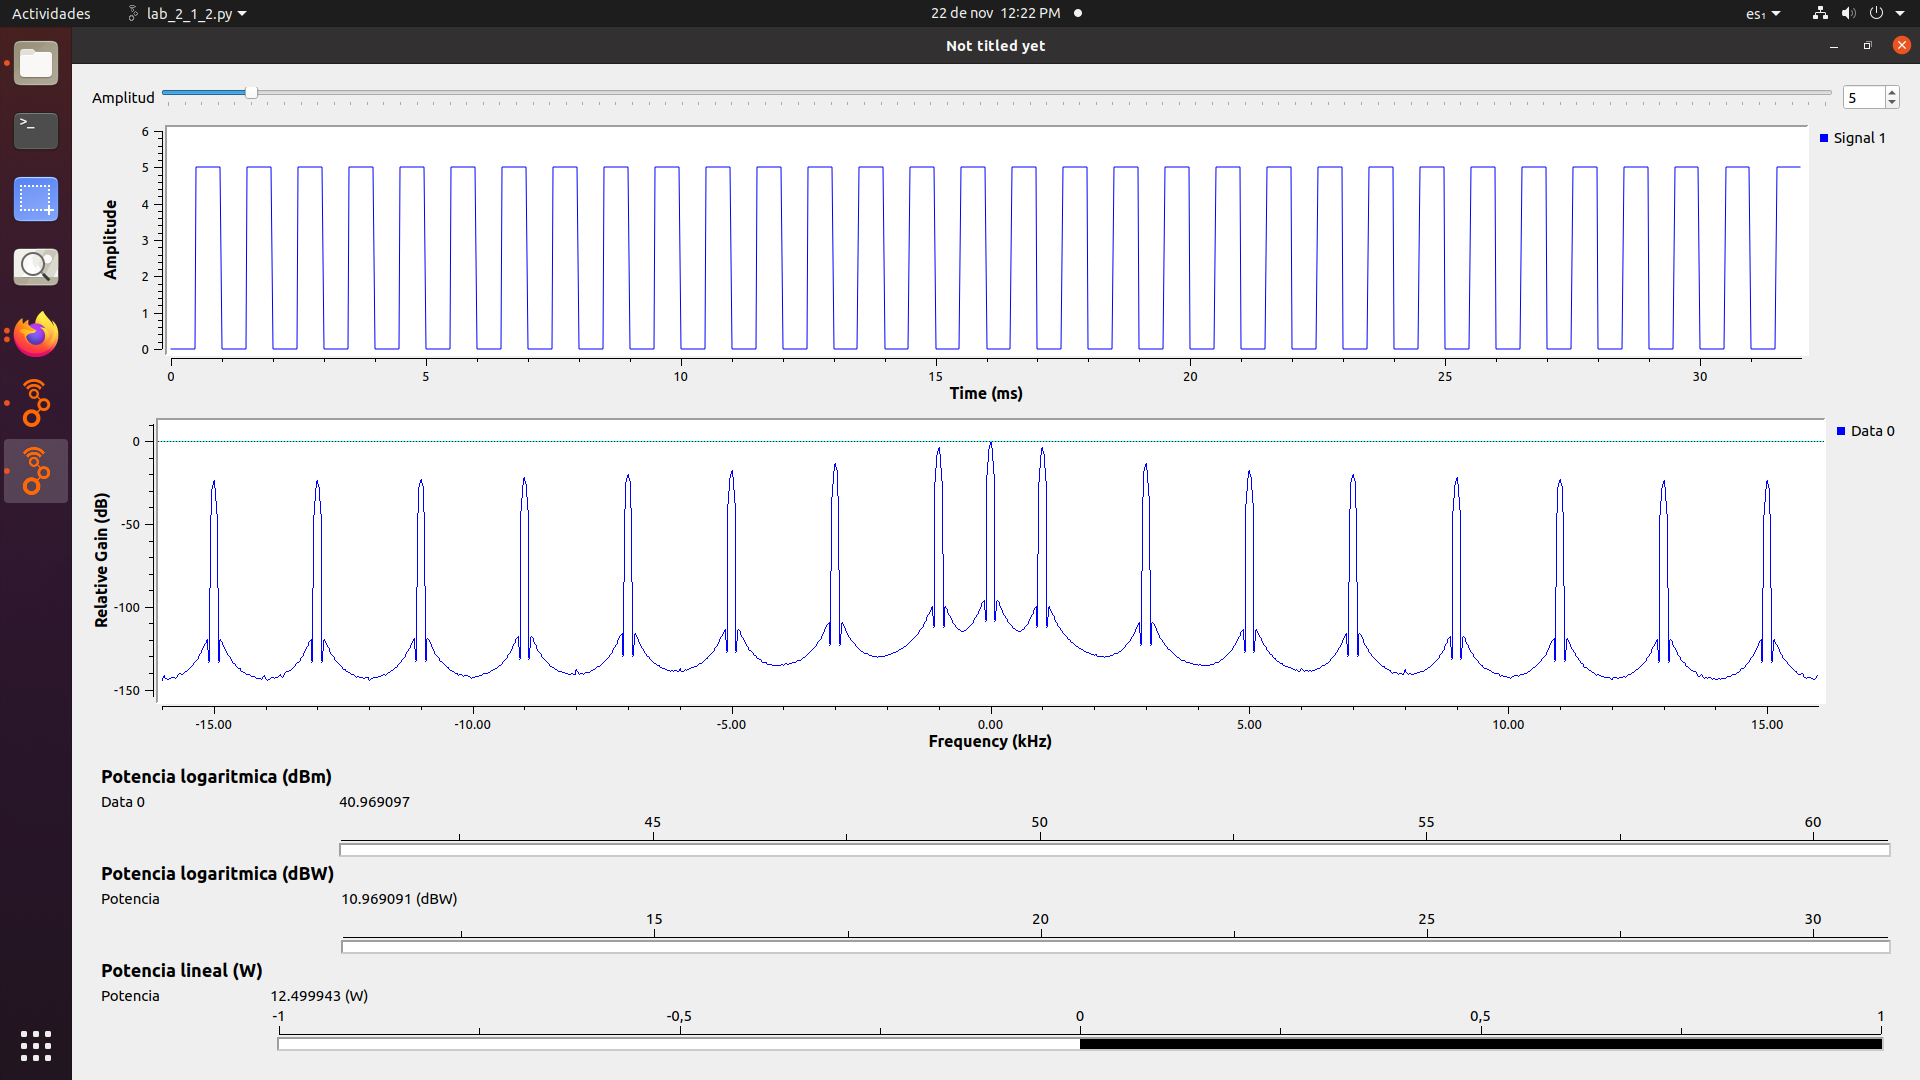 Actividades
lab_2_1_2.py
22 de nov 12:22 PM
es₁
Not titled yet
Amplitud
5
6
5
4
3
2
1
0
Amplitude
Signal 1
0 5 10 15 20 25 30
Time (ms)
0
-50
-100
-150
Relative Gain (dB)
Data 0
-15.00 -10.00 -5.00 0.00 5.00 10.00 15.00
Frequency (kHz)
Potencia logaritmica (dBm)
Data 0 40.969097
45 50 55 60
Potencia logaritmica (dBW)
Potencia 10.969091 (dBW)
15 20 25 30
Potencia lineal (W)
Potencia 12.499943 (W)
-1 -0,5 0 0,5 1